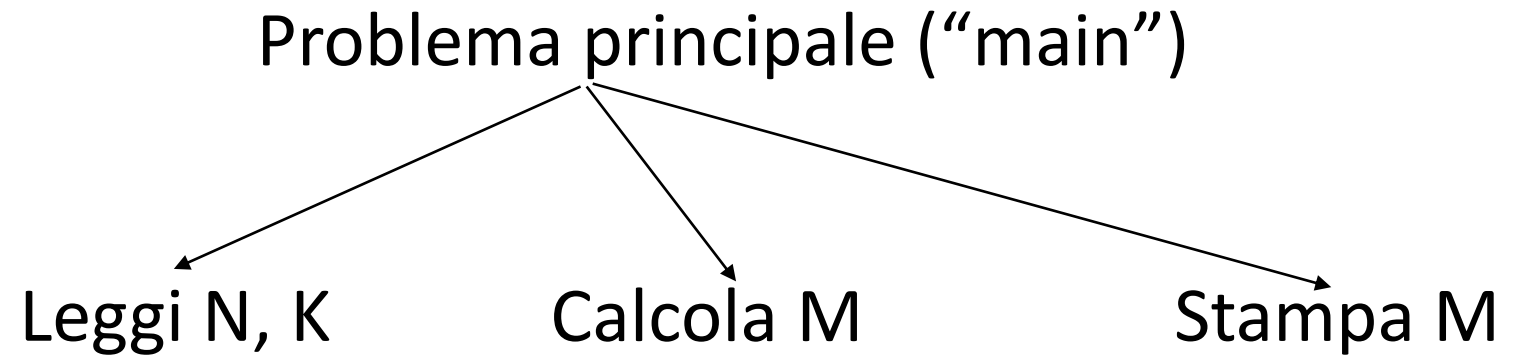 Problema principale (“main”)
Leggi N, K
Calcola M
Stampa M